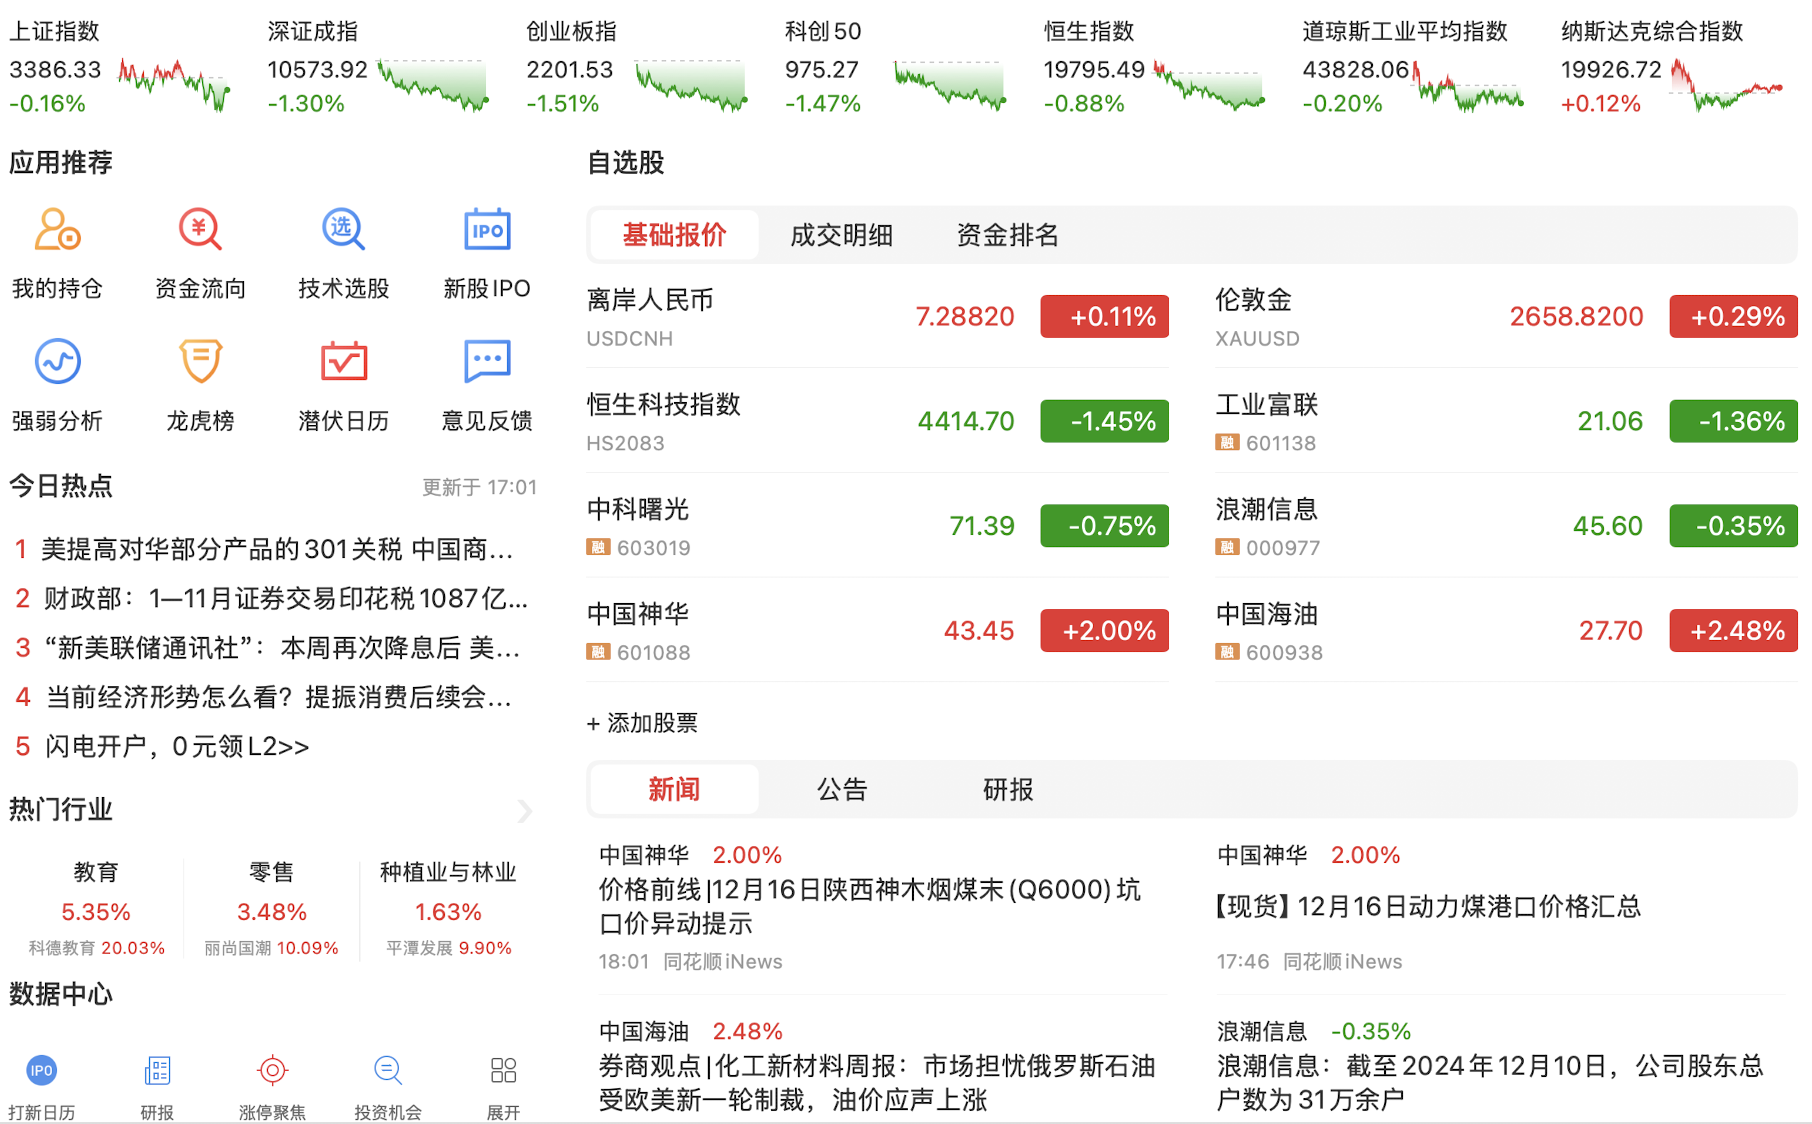 上证指数
3386.33
-0.16%
深证成指
10573.92
-1.30%
创业板指
2201.53
-1.51%
科创50
975.27
-1.47%
恒生指数
19795.49
-0.88%
道琼斯工业平均指数
43828.06
-0.20%
纳斯达克综合指数
19926.72
+0.12%
应用推荐
我的持仓
¥
资金流向
选
技术选股
IPO
新股IPO
强弱分析
龙虎榜
潜伏日历
意见反馈
今日热点
更新于 17:01
1 美提高对华部分产品的301关税 中国商...
2 财政部：1—11月证券交易印花税1087亿...
3 “新美联储通讯社”：本周再次降息后 美...
4 当前经济形势怎么看？提振消费后续会...
5 闪电开户，0元领L2>>
热门行业
教育
5.35%
科德教育 20.03%
零售
3.48%
丽尚国潮 10.09%
种植业与林业
1.63%
平潭发展 9.90%
数据中心
IPO
打新日历
研报
涨停聚焦
投资机会
展开
自选股
基础报价 成交明细 资金排名
离岸人民币
USDCNH
7.28820 +0.11%
伦敦金
XAUUSD
2658.8200 +0.29%
恒生科技指数
HS2083
4414.70 -1.45%
工业富联
融 601138
21.06 -1.36%
中科曙光
融 603019
71.39 -0.75%
浪潮信息
融 000977
45.60 -0.35%
中国神华
融 601088
43.45 +2.00%
中国海油
融 600938
27.70 +2.48%
+ 添加股票
新闻 公告 研报
中国神华 2.00%
价格前线|12月16日陕西神木烟煤末(Q6000)坑
口价异动提示
18:01 同花顺iNews
中国神华 2.00%
【现货】12月16日动力煤港口价格汇总
17:46 同花顺iNews
中国海油 2.48%
券商观点|化工新材料周报：市场担忧俄罗斯石油
受欧美新一轮制裁，油价应声上涨
浪潮信息 -0.35%
浪潮信息：截至2024年12月10日，公司股东总
户数为31万余户